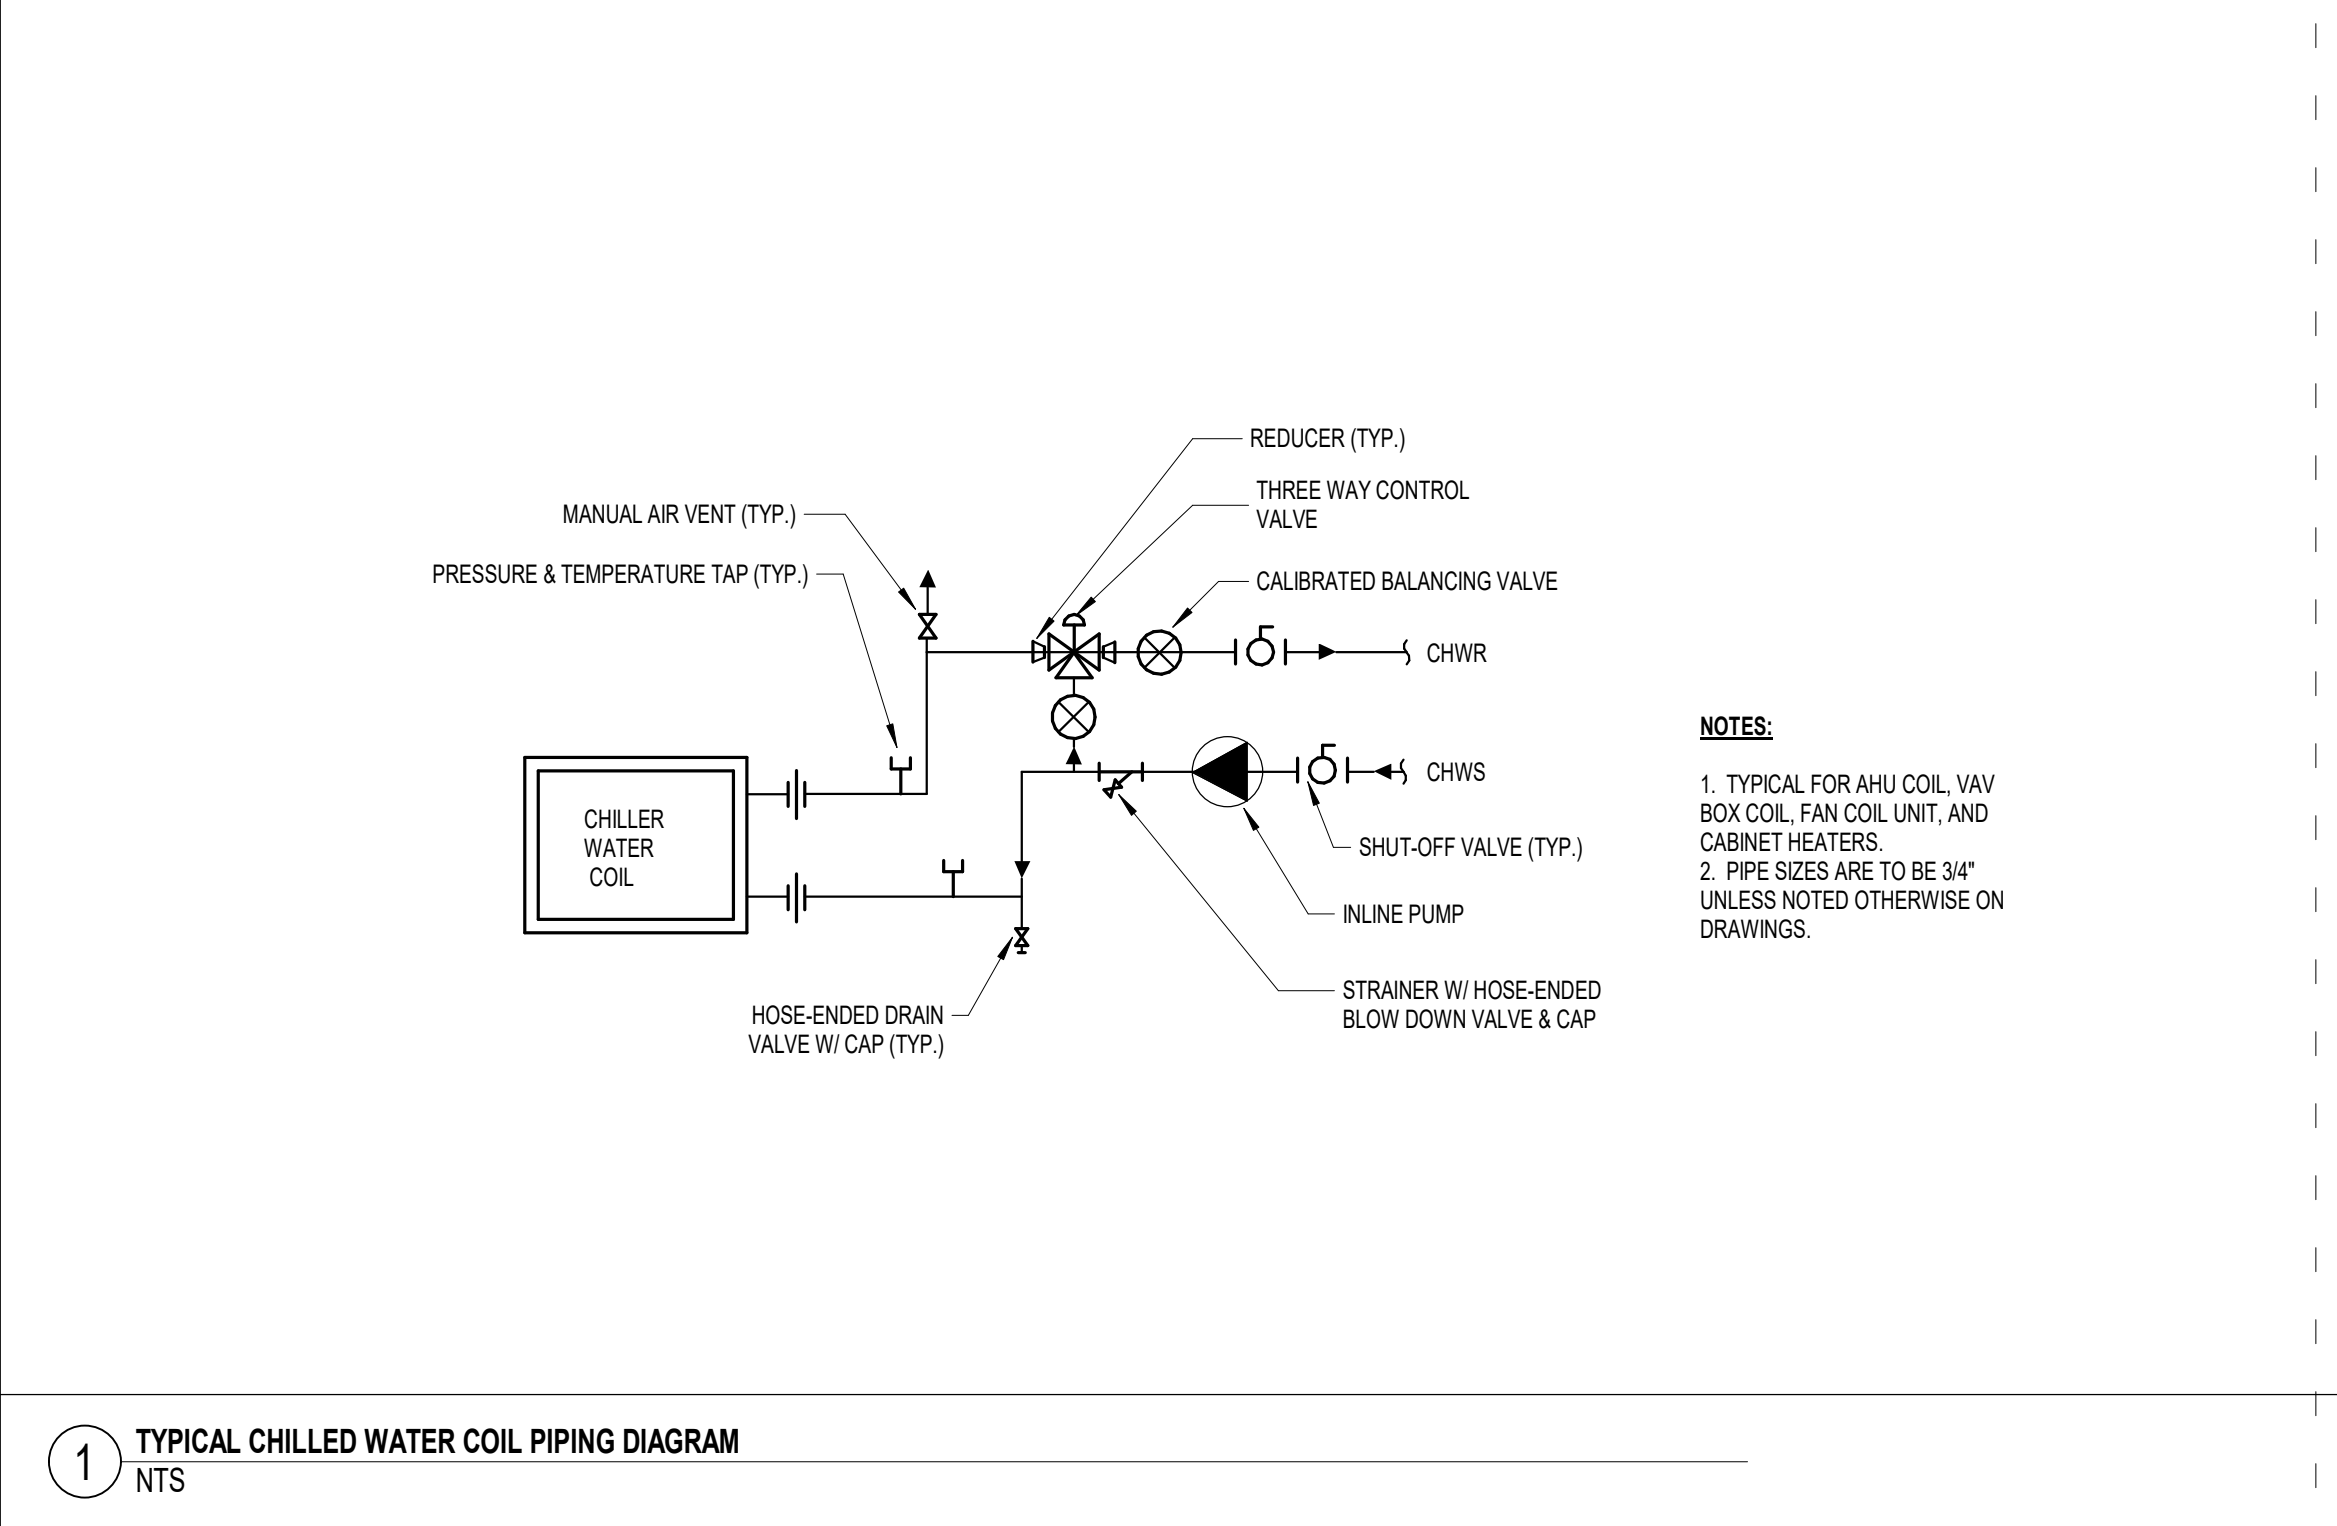 REDUCER (TYP.)
THREE WAY CONTROL
VALVE
MANUAL AIR VENT (TYP.)
PRESSURE & TEMPERATURE TAP (TYP.)
CALIBRATED BALANCING VALVE
CHWR
CHWS
CHILLER
WATER
COIL
SHUT-OFF VALVE (TYP.)
INLINE PUMP
STRAINER W/ HOSE-ENDED
BLOW DOWN VALVE & CAP
HOSE-ENDED DRAIN
VALVE W/ CAP (TYP.)
NOTES:
1. TYPICAL FOR AHU COIL, VAV
BOX COIL, FAN COIL UNIT, AND
CABINET HEATERS.
2. PIPE SIZES ARE TO BE 3/4"
UNLESS NOTED OTHERWISE ON
DRAWINGS.
1
TYPICAL CHILLED WATER COIL PIPING DIAGRAM
NTS